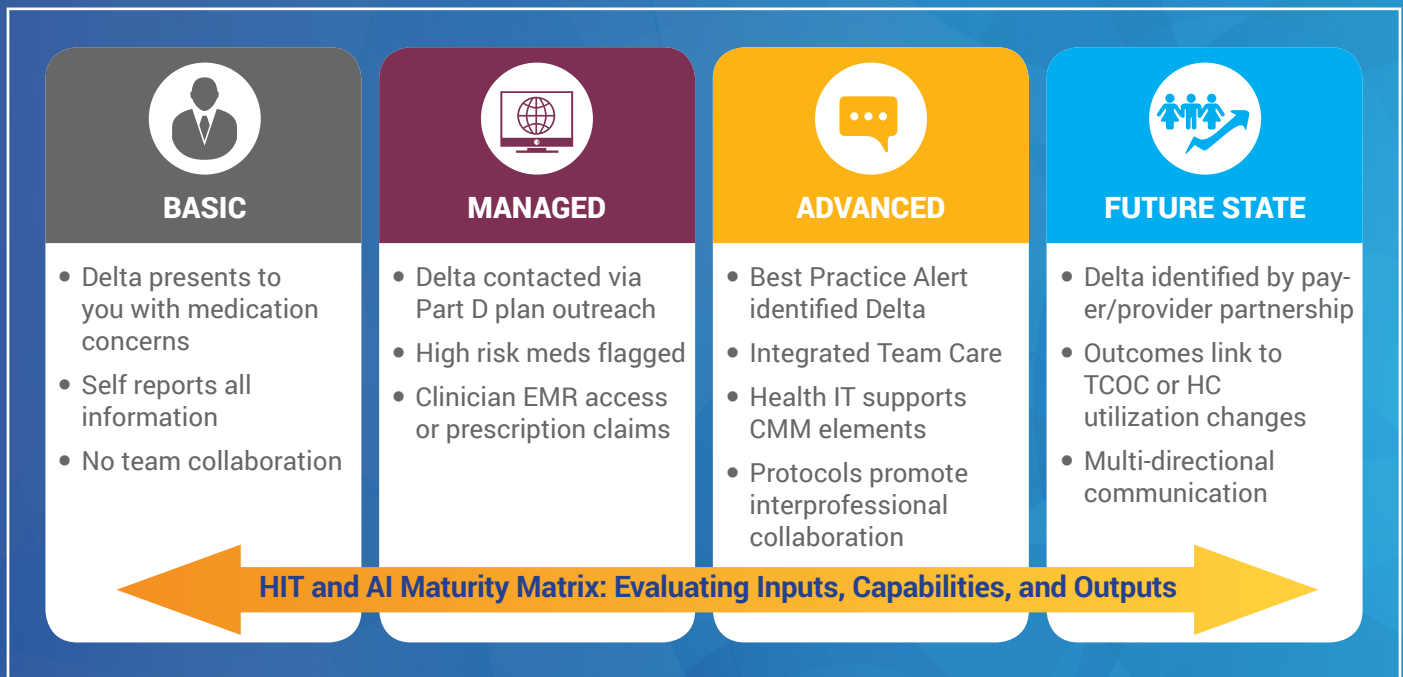 BASIC
• Delta presents to
you with medication
concerns
• Self reports all
information
• No team collaboration
MANAGED
• Delta contacted via
Part D plan outreach
• High risk meds flagged
• Clinician EMR access
or prescription claims
ADVANCED
• Best Practice Alert
identified Delta
• Integrated Team Care
• Health IT supports
CMM elements
• Protocols promote
interprofessional
collaboration
FUTURE STATE
• Delta identified by pay-
er/provider partnership
• Outcomes link to
TCOC or HC
utilization changes
• Multi-directional
communication
HIT and AI Maturity Matrix: Evaluating Inputs, Capabilities, and Outputs